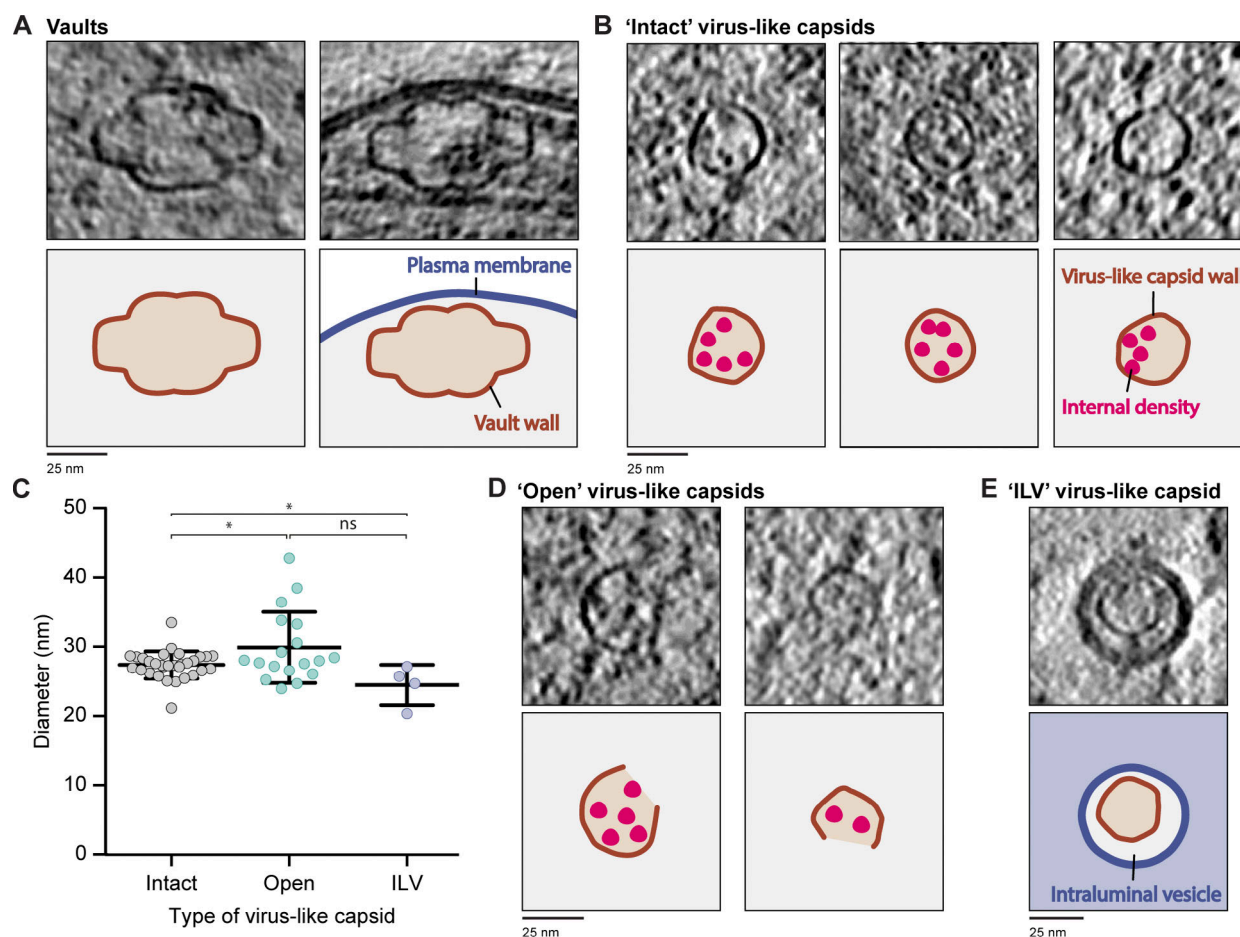 A Vaults
B 'Intact' virus-like capsids
Plasma membrane
Vault wall
Virus-like capsid wall
Internal density
25 nm
25 nm
C
Diameter (nm)
50
40
30
20
10
0
*
*
ns
Intact
Open
ILV
Type of virus-like capsid
D 'Open' virus-like capsids
E 'ILV' virus-like capsid
Intraluminal vesicle
25 nm
25 nm